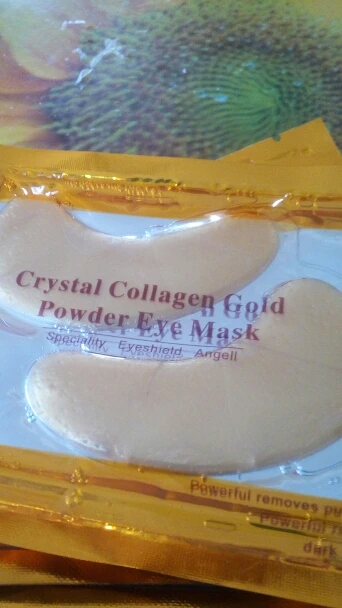 Crystal Collagen Gold
Powder Eye Mask
Speciality Eyeshield Angell
Powerful removes
Powerful
dark